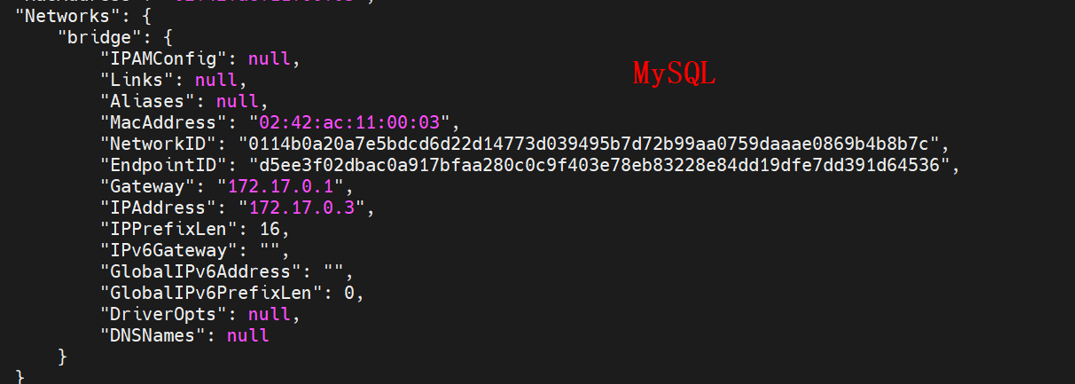 "Networks": {
"bridge": {
"IPAMConfig": null,
"Links": null,
"Aliases": null,
"MacAddress": "02:42:ac:11:00:03",
"NetworkID": "0114b0a20a7e5bdcd6d22d14773d039495b7d72b99aa0759daaae0869b4b8b7c",
"EndpointID": "d5ee3f02dbac0a917bfaa280c0c9f403e78eb83228e84dd19dfe7dd391d64536",
"Gateway": "172.17.0.1",
"IPAddress": "172.17.0.3",
"IPPrefixLen": 16,
"IPv6Gateway": "",
"GlobalIPv6Address": "",
"GlobalIPv6PrefixLen": 0,
"DriverOpts": null,
"DNSNames": null
}
}
MySQL